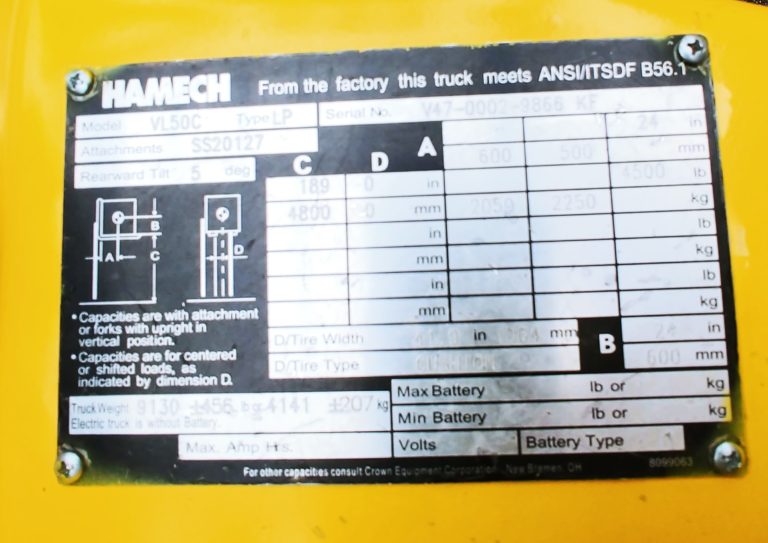 HAMECH From the factory this truck meets ANSI/ITSDF B56.1
Model VL50C Type LP Serial No. V47-0002-9866 KF
Attachments SS20127
Rearward Tilt 5 deg
C D A 24 in
600 500 mm
189 0 in 4500 lb
4800 0 mm 2050 2250 kg
in lb
mm kg
in lb
mm kg
B
A C
D
• Capacities are with attachment
or forks with upright in
vertical position.
• Capacities are for centered
or shifted loads, as
indicated by dimension D.
D/Tire Width in mm B 24 in
D/Tire Type 600 mm
Truck Weight 9130 ±456 lb or 4141 ±207 kg
Electric truck is without Battery.
Max Battery lb or kg
Min Battery lb or kg
Max. Amp Hrs. Volts Battery Type
For other capacities consult Crown Equipment Corporation, New Bremen, OH 8099063